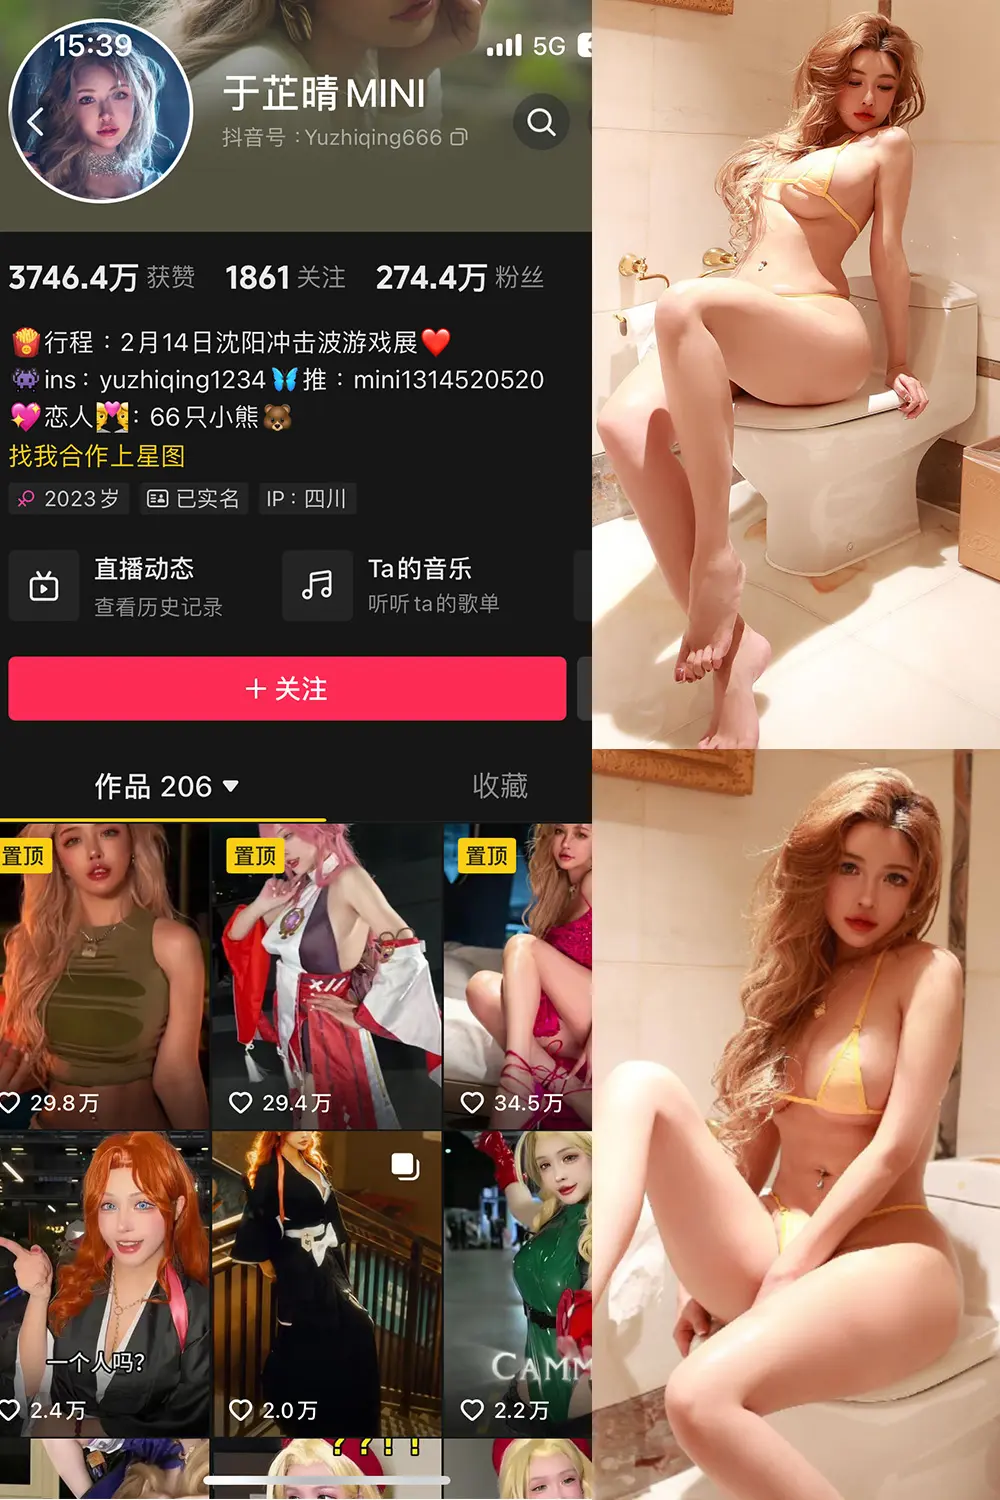 15:39
5G
于芷晴MINI
抖音号：Yuzhiqing666
3746.4万 获赞 1861 关注 274.4万 粉丝
行程：2月14日沈阳冲击波游戏展
ins：yuzhiqing1234 推：mini1314520520
恋人：66只小熊
找我合作上星图
2023岁 已实名 IP：四川
直播动态 Ta的音乐
查看历史记录 听听ta的歌单
+ 关注
作品 206 收藏
置顶 置顶 置顶
29.8万 29.4万 34.5万
一个人吗?
CAMM
2.4万 2.0万 2.2万
??!!